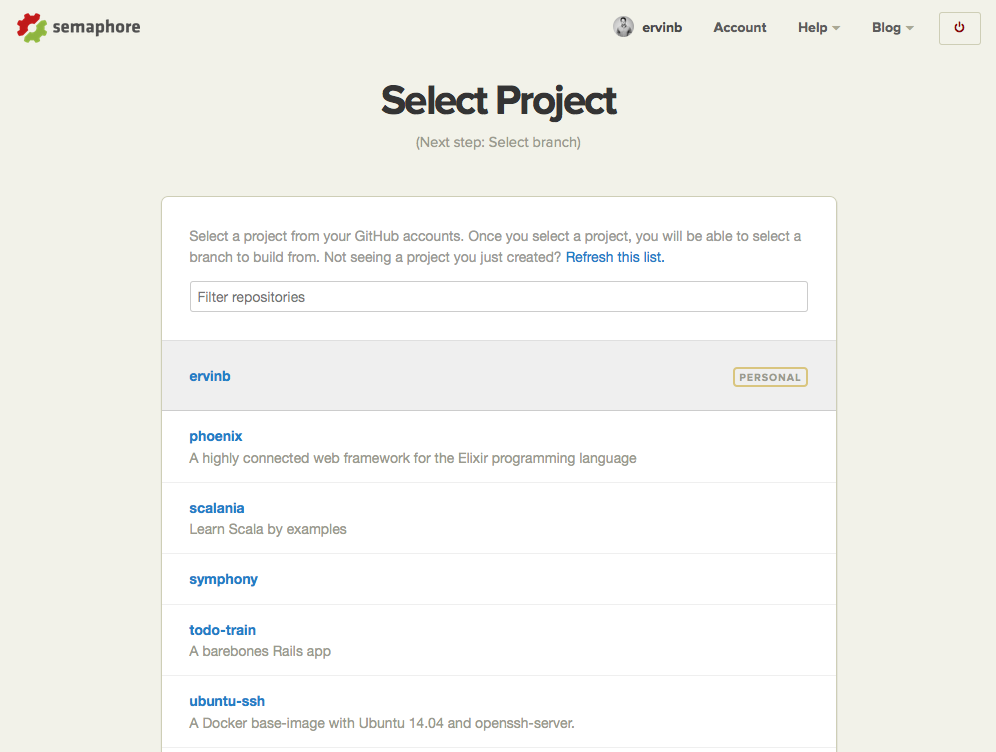 semaphore
ervinb
Account
Help
Blog
Select Project
(Next step: Select branch)
Select a project from your GitHub accounts. Once you select a project, you will be able to select a
branch to build from. Not seeing a project you just created? Refresh this list.
Filter repositories
ervinb
PERSONAL
phoenix
A highly connected web framework for the Elixir programming language
scalania
Learn Scala by examples
symphony
todo-train
A barebones Rails app
ubuntu-ssh
A Docker base-image with Ubuntu 14.04 and openssh-server.